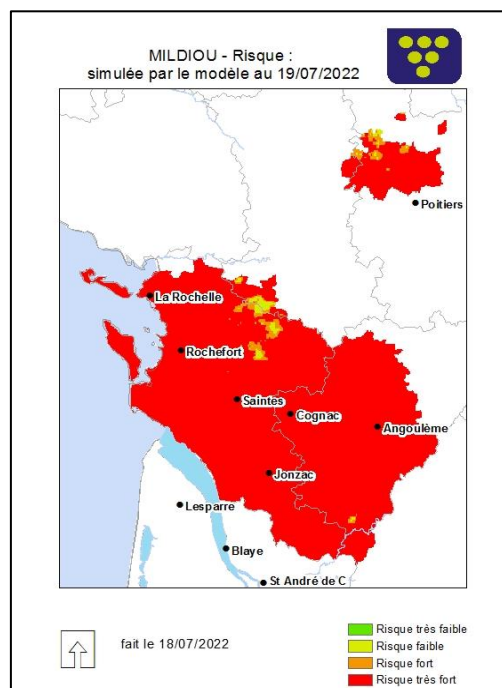 MILDIOU - Risque :
simulée par le modèle au 19/07/2022
Poitiers
La Rochelle
Rochefort
Saintes
Cognac
Angoulème
Jonzac
Lesparre
Blaye
St André de C
fait le 18/07/2022
Risque très faible
Risque faible
Risque fort
Risque très fort